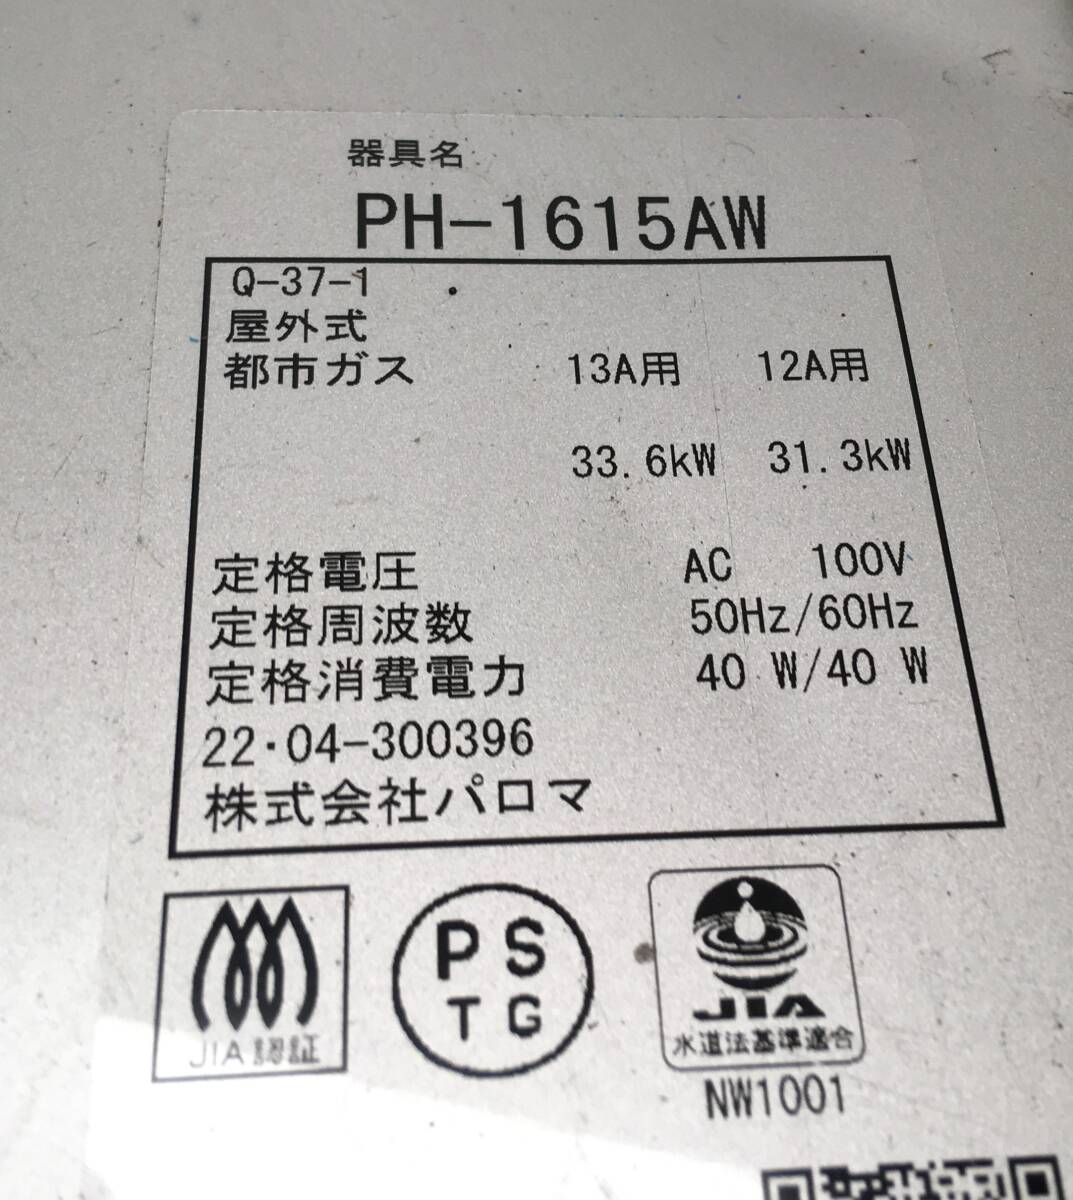 器具名
PH-1615AW
Q-37-1
屋外式
都市ガス 13A用 12A用
33.6kW 31.3kW
定格電圧 AC 100V
定格周波数 50Hz/60Hz
定格消費電力 40 W/40 W
22・04-300396
株式会社パロマ
JIA認証
PS
TG
JIA
水道法基準適合
NW1001